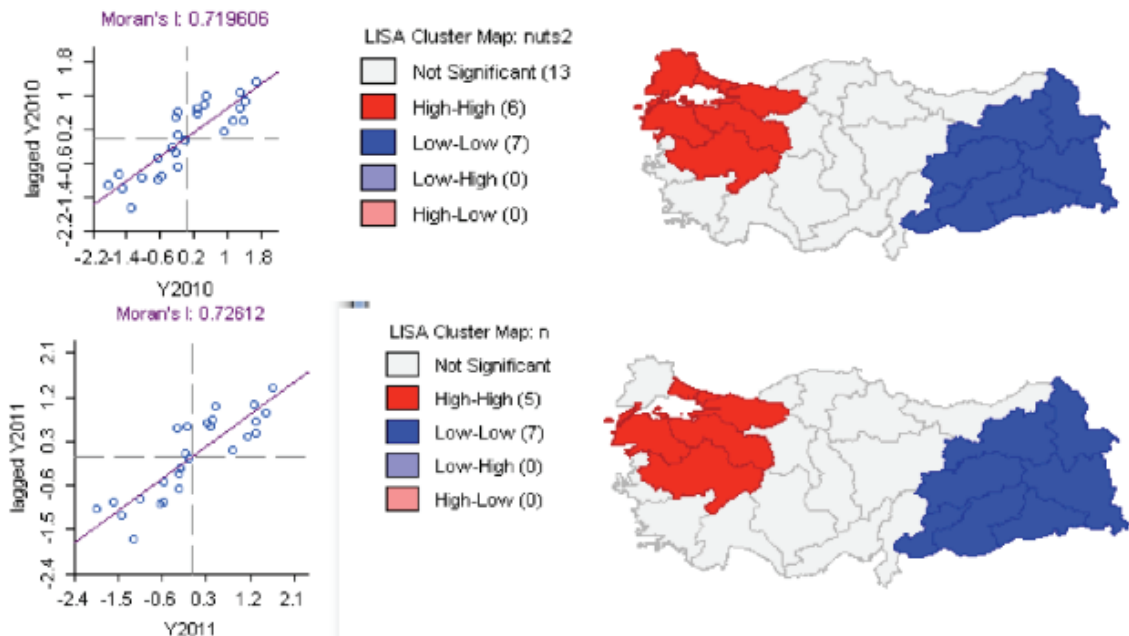 Moran's I: 0.719606
lagged Y2010
1.8
1
0.2
-0.6
-1.4
-2.2
-2.2 -1.4 -0.6 0.2 1 1.8
Y2010
LISA Cluster Map: nuts2
Not Significant (13
High-High (6)
Low-Low (7)
Low-High (0)
High-Low (0)
Moran's I: 0.72612
lagged Y2011
2.1
1.2
0.3
-0.6
-1.5
-2.4
-2.4 -1.5 -0.6 0.3 1.2 2.1
Y2011
LISA Cluster Map: n
Not Significant
High-High (5)
Low-Low (7)
Low-High (0)
High-Low (0)